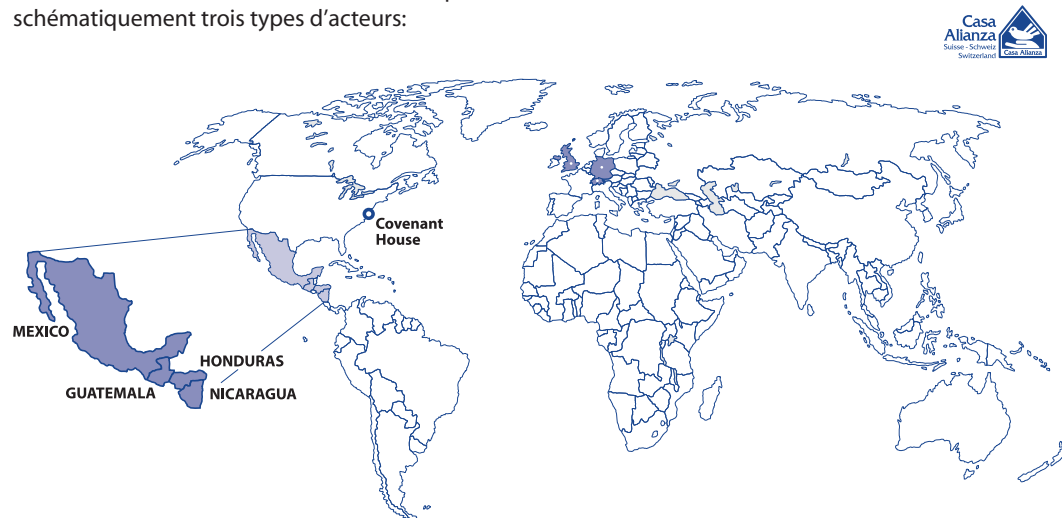 schématiquement trois types d’acteurs:
Casa
Alianza
Suisse - Schweiz
Switzerland
Casa Alianza
Covenant
House
MEXICO
HONDURAS
GUATEMALA
NICARAGUA